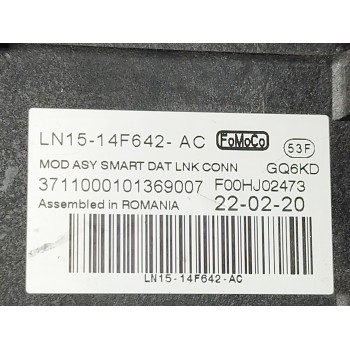 LN15-14F642- AC FoMoCo 53F
MOD ASY SMART DAT LNK CONN GQ6KD
3711000101369007 F00HJ02473
Assembled in ROMANIA 22-02-20
LN15-14F642-AC